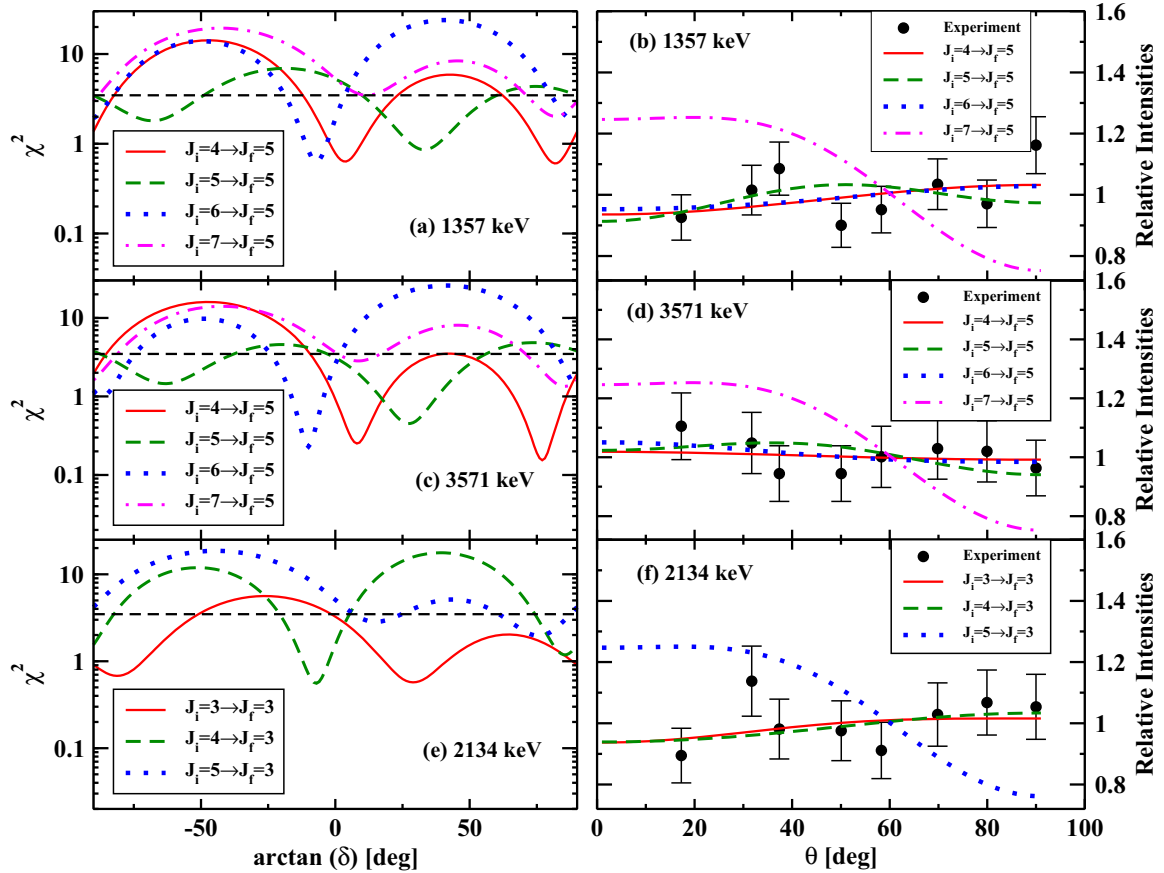 (a) 1357 keV
χ²
10
1
0.1
J_i=4→J_f=5
J_i=5→J_f=5
J_i=6→J_f=5
J_i=7→J_f=5
(b) 1357 keV
Experiment
J_i=4→J_f=5
J_i=5→J_f=5
J_i=6→J_f=5
J_i=7→J_f=5
1.6
1.4
1.2
1
0.8
Relative Intensities
(c) 3571 keV
χ²
10
1
0.1
J_i=4→J_f=5
J_i=5→J_f=5
J_i=6→J_f=5
J_i=7→J_f=5
(d) 3571 keV
Experiment
J_i=4→J_f=5
J_i=5→J_f=5
J_i=6→J_f=5
J_i=7→J_f=5
1.6
1.4
1.2
1
0.8
Relative Intensities
(e) 2134 keV
χ²
10
1
0.1
J_i=3→J_f=3
J_i=4→J_f=3
J_i=5→J_f=3
-50
0
50
arctan (δ) [deg]
(f) 2134 keV
Experiment
J_i=3→J_f=3
J_i=4→J_f=3
J_i=5→J_f=3
1.6
1.4
1.2
1
0.8
Relative Intensities
0
20
40
60
80
100
θ [deg]